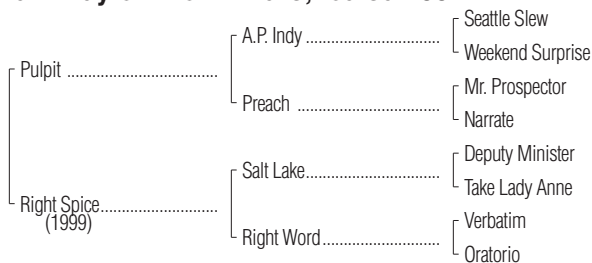 Seattle Slew
A.P. Indy ..............................
Weekend Surprise
Pulpit ..................................
Mr. Prospector
Preach ................................
Narrate
Deputy Minister
Salt Lake..............................
Take Lady Anne
Right Spice..........................
(1999)
Verbatim
Right Word..........................
Oratorio